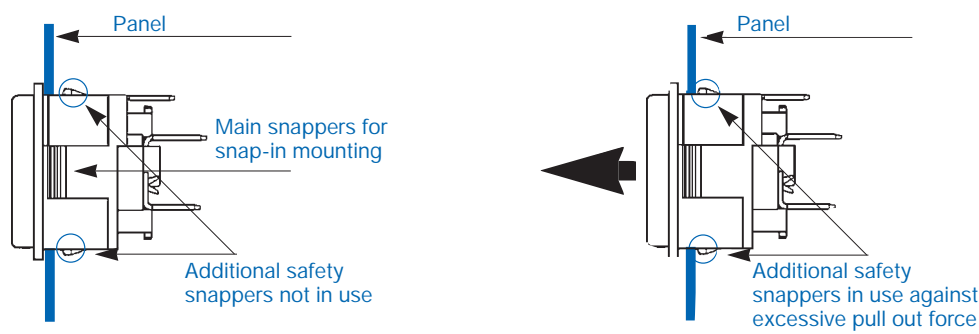 Panel
Main snappers for
snap-in mounting
Additional safety
snappers not in use
Panel
Additional safety
snappers in use against
excessive pull out force